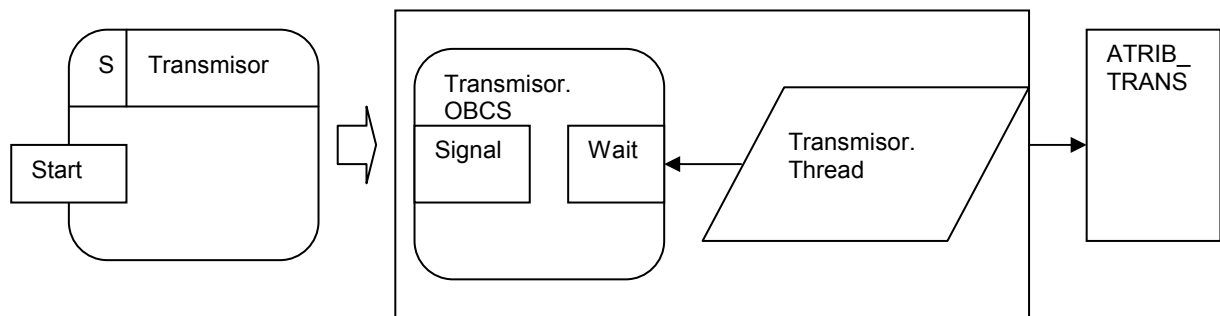 S
Transmisor
Start
Transmisor.
OBCS
Signal
Wait
Transmisor.
Thread
ATRIB_
TRANS